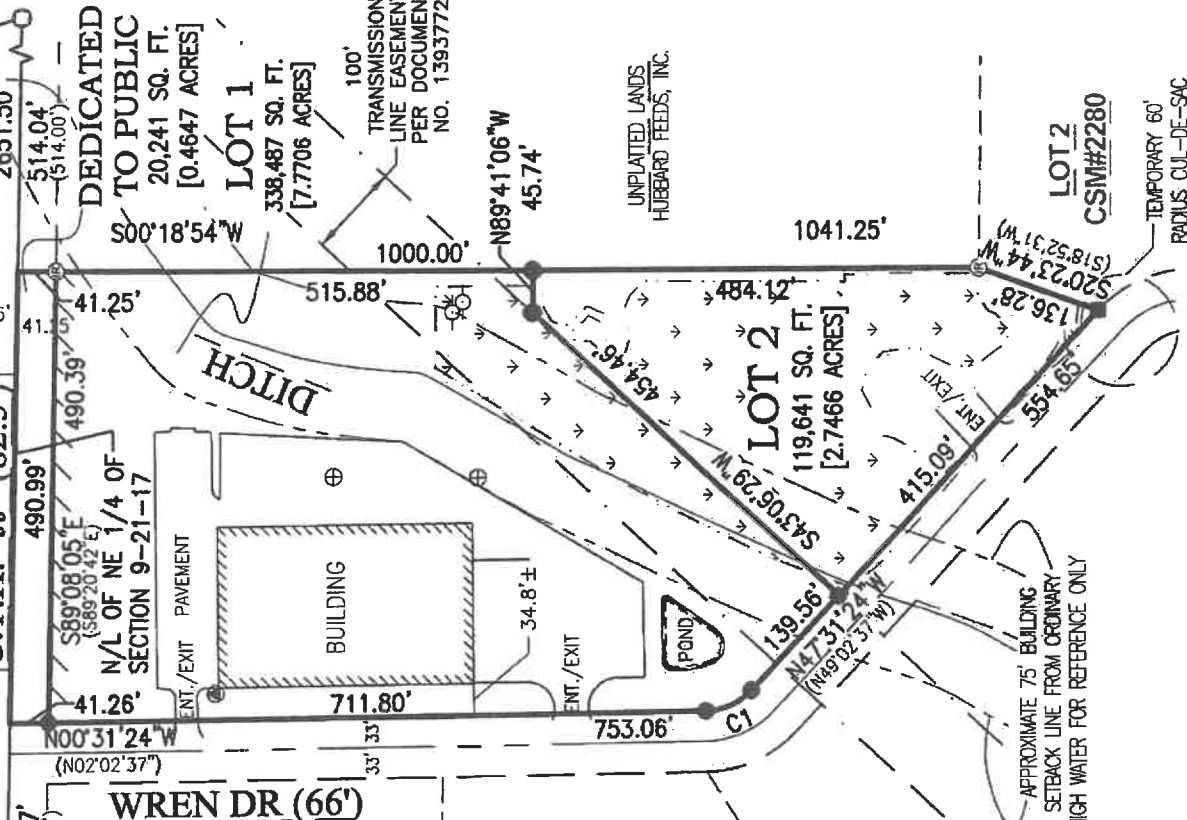 2651.50'
514.04'
(514.00')
DEDICATED
TO PUBLIC
20,241 SQ. FT.
[0.4647 ACRES]
LOT 1
338,487 SQ. FT.
[7.7706 ACRES]
100'
TRANSMISSION
LINE EASEMENT
PER DOCUMENT
NO. 1393772
S00°18'54"W
1000.00'
N89°41'06"W
45.74'
UNPLATTED LANDS
HUBBARD FEEDS, INC.
1041.25'
LOT 2
CSM#2280
TEMPORARY 60'
RADIUS CUL-DE-SAC
S20°23'44"W
(S18°52'31"W)
136.28'
41.25'
41.25
515.88'
484.12'
490.99'
490.39'
S89°08'05"E
(S89°20'42"E)
N/L OF NE 1/4 OF
SECTION 9-21-17
DITCH
454.46'
S43°06'29"W
LOT 2
119,641 SQ. FT.
[2.7466 ACRES]
ENT./EXIT
554.65'
415.09'
ENT./EXIT PAVEMENT
BUILDING
34.8'±
POND
139.56'
N47°31'24"W
(N49°02'37"W)
41.26'
711.80'
ENT./EXIT
753.06'
C1
N00°31'24"W
(N02°02'37")
33' 33'
WREN DR (66')
APPROXIMATE 75' BUILDING
SETBACK LINE FROM ORDINARY
HIGH WATER FOR REFERENCE ONLY